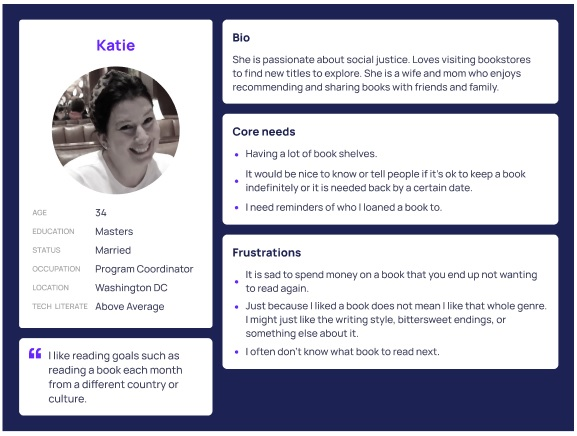 Katie
AGE 34
EDUCATION Masters
STATUS Married
OCCUPATION Program Coordinator
LOCATION Washington DC
TECH LITERATE Above Average
“ I like reading goals such as
reading a book each month
from a different country or
culture.
Bio
She is passionate about social justice. Loves visiting bookstores
to find new titles to explore. She is a wife and mom who enjoys
recommending and sharing books with friends and family.
Core needs
• Having a lot of book shelves.
• It would be nice to know or tell people if it's ok to keep a book
indefinitely or it is needed back by a certain date.
• I need reminders of who I loaned a book to.
Frustrations
• It is sad to spend money on a book that you end up not wanting
to read again.
• Just because I liked a book does not mean I like that whole genre.
I might just like the writing style, bittersweet endings, or
something else about it.
• I often don't know what book to read next.